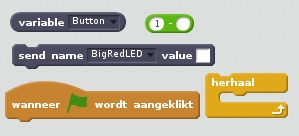 variable Button
1 -
send name BigRedLED value
herhaal
wanneer wordt aangeklikt